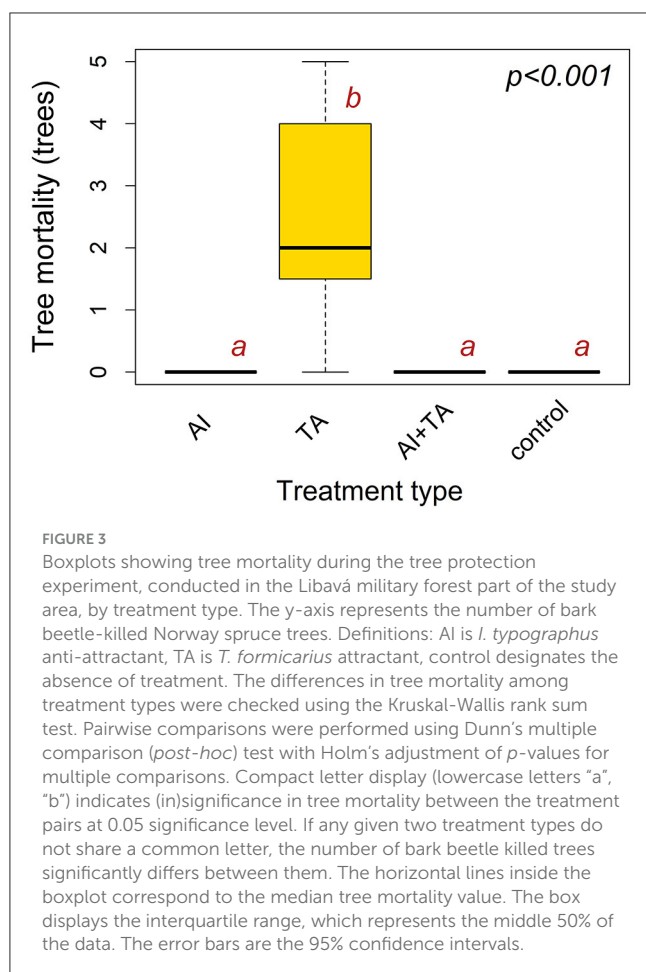 p<0.001
Tree mortality (trees)
5
4
3
2
1
0
a
b
a
a
AI
TA
AI+TA
control
Treatment type
FIGURE 3
Boxplots showing tree mortality during the tree protection
experiment, conducted in the Libavá military forest part of the study
area, by treatment type. The y-axis represents the number of bark
beetle-killed Norway spruce trees. Definitions: AI is I. typographus
anti-attractant, TA is T. formicarius attractant, control designates the
absence of treatment. The differences in tree mortality among
treatment types were checked using the Kruskal-Wallis rank sum
test. Pairwise comparisons were performed using Dunn's multiple
comparison (post-hoc) test with Holm's adjustment of p-values for
multiple comparisons. Compact letter display (lowercase letters "a",
"b") indicates (in)significance in tree mortality between the treatment
pairs at 0.05 significance level. If any given two treatment types do
not share a common letter, the number of bark beetle killed trees
significantly differs between them. The horizontal lines inside the
boxplot correspond to the median tree mortality value. The box
displays the interquartile range, which represents the middle 50% of
the data. The error bars are the 95% confidence intervals.